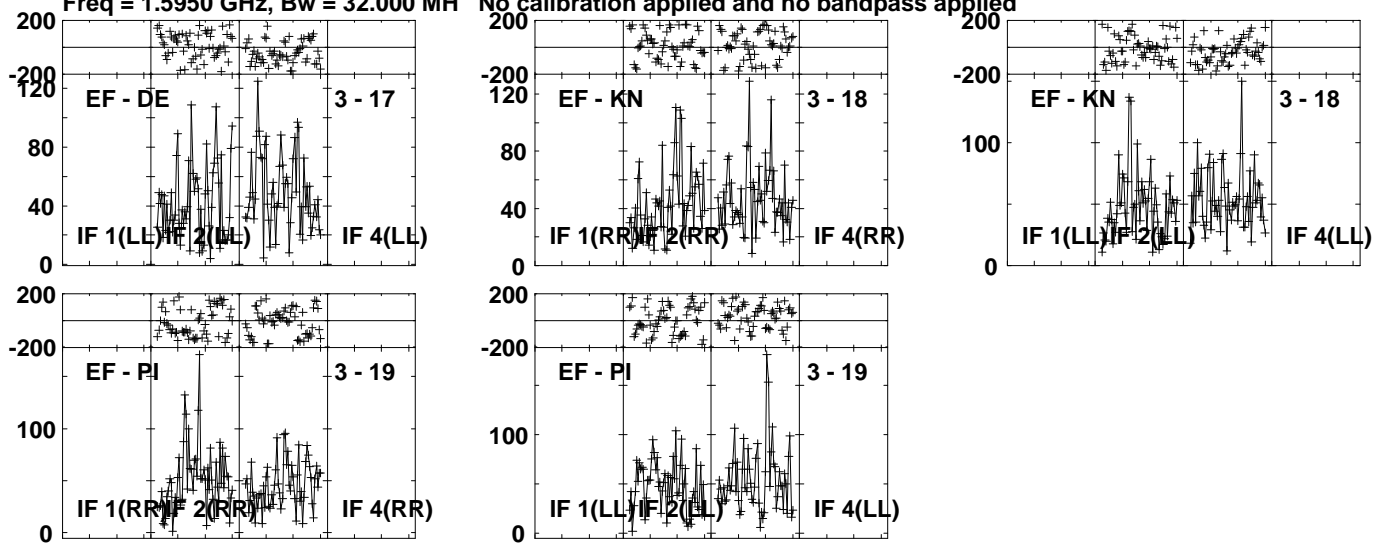 Freq = 1.5950 GHz, Bw = 32.000 MH No calibration applied and no bandpass applied
200
-200
120
80
40
0
EF - DE
3 - 17
IF 1(LL)
IF 2(LL)
IF 4(LL)
200
-200
120
80
40
0
EF - KN
3 - 18
IF 1(RR)
IF 2(RR)
IF 4(RR)
200
-200
100
0
EF - KN
3 - 18
IF 1(LL)
IF 2(LL)
IF 4(LL)
200
-200
100
0
EF - PI
3 - 19
IF 1(RR)
IF 2(RR)
IF 4(RR)
200
-200
100
0
EF - PI
3 - 19
IF 1(LL)
IF 2(LL)
IF 4(LL)